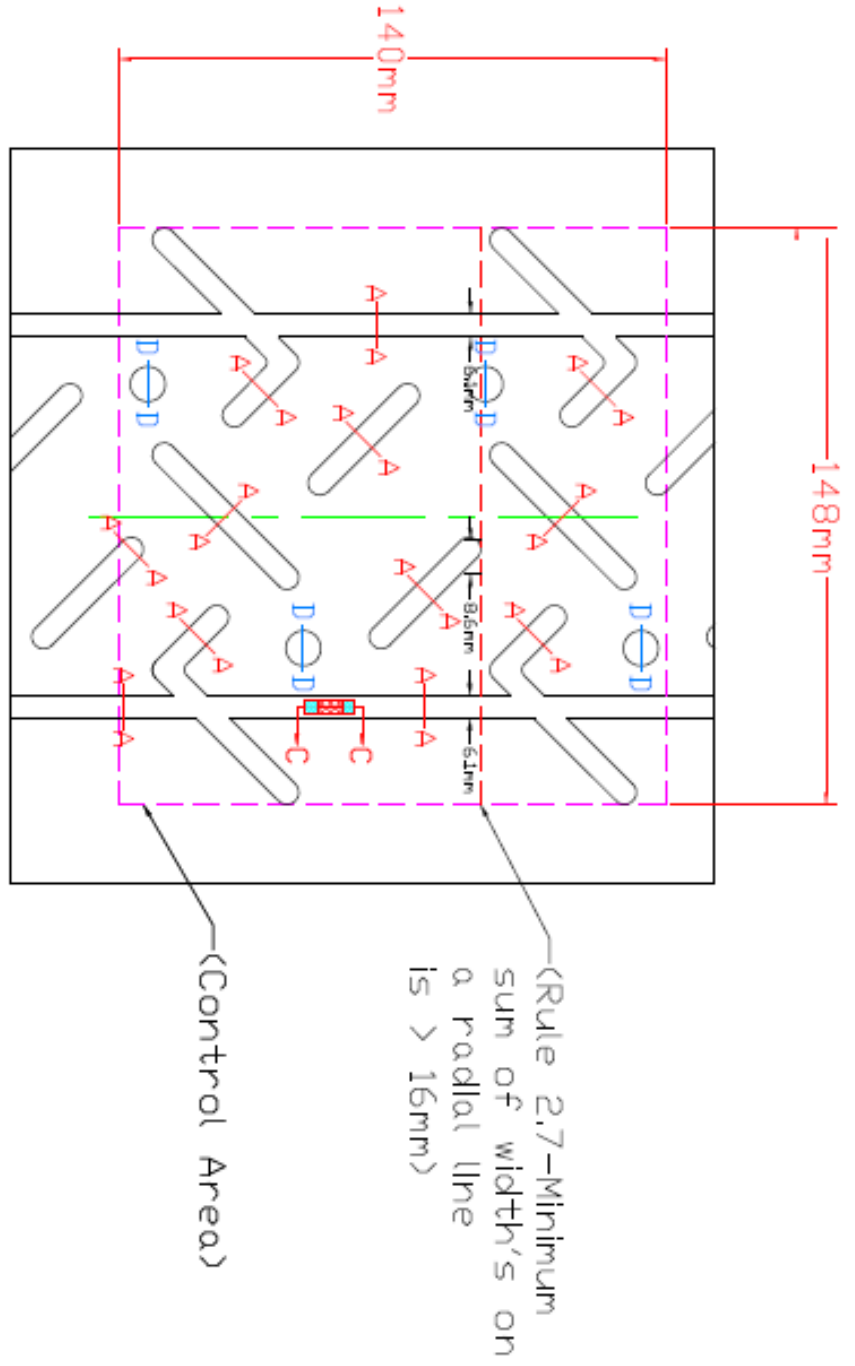 148mm
D D
A A
A A
(Rule 2.7-Minimum
sum of width's on
a radial line
is > 16mm)
D D
6.1mm 8.6mm 6.1mm
A A
A A
140mm
A A
A A
C
D D
C
A A
A A
A A
(Control Area)
D D
A A
A A